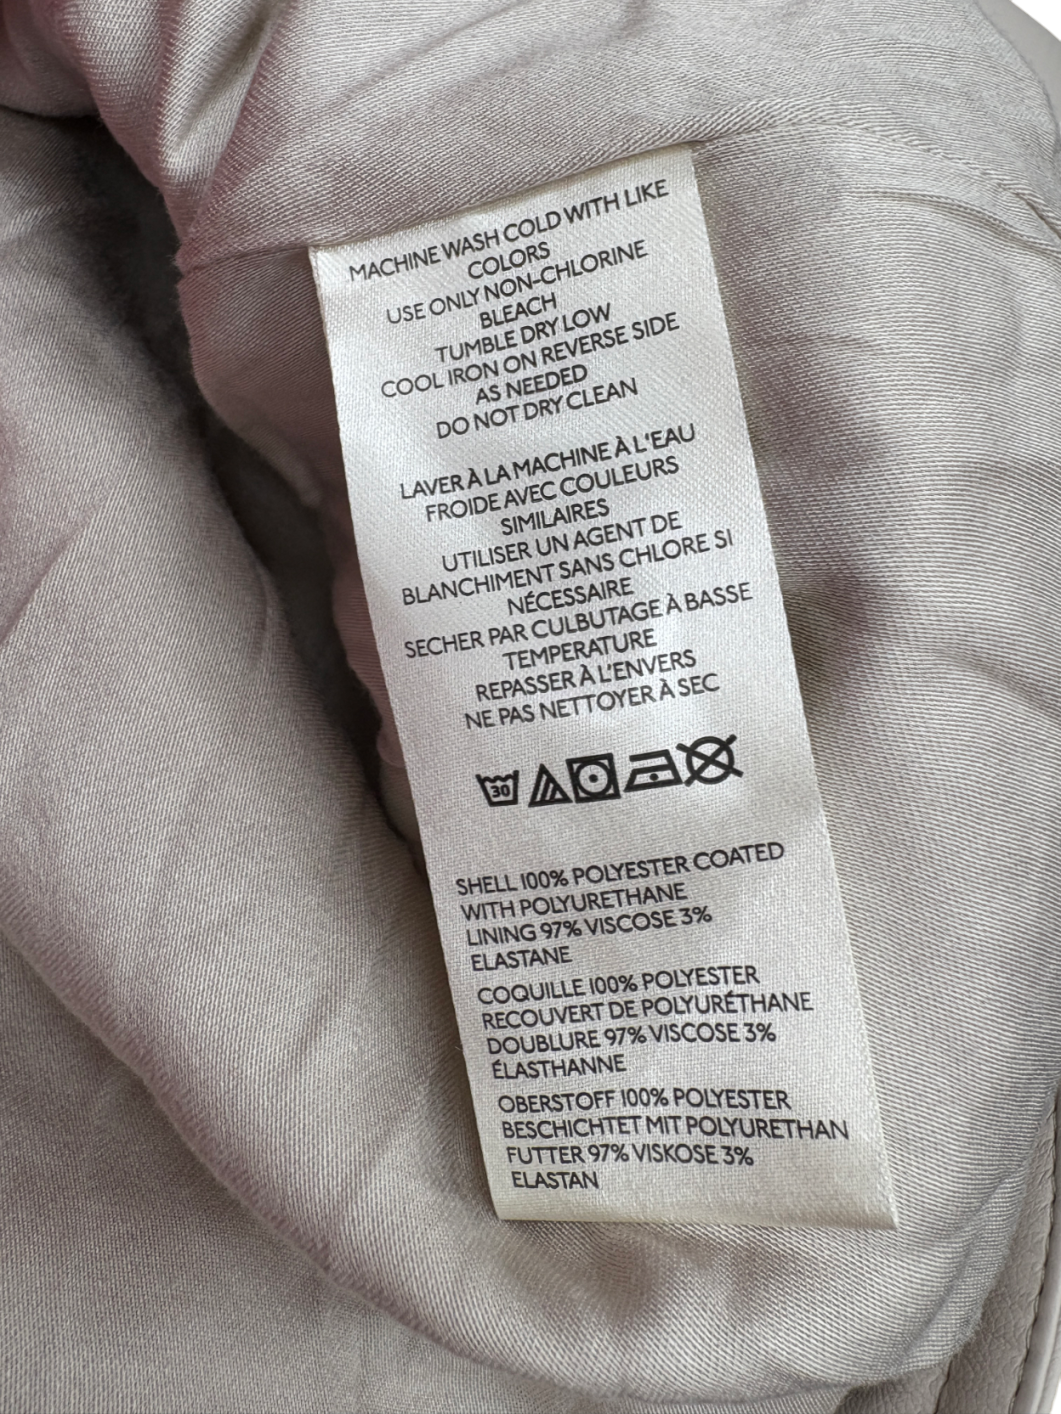 MACHINE WASH COLD WITH LIKE
COLORS
USE ONLY NON-CHLORINE
BLEACH
TUMBLE DRY LOW
COOL IRON ON REVERSE SIDE
AS NEEDED
DO NOT DRY CLEAN
LAVER À LA MACHINE À L'EAU
FROIDE AVEC COULEURS
SIMILAIRES
UTILISER UN AGENT DE
BLANCHIMENT SANS CHLORE SI
NÉCESSAIRE
SECHER PAR CULBUTAGE À BASSE
TEMPERATURE
REPASSER À L'ENVERS
NE PAS NETTOYER À SEC
30
SHELL 100% POLYESTER COATED
WITH POLYURETHANE
LINING 97% VISCOSE 3%
ELASTANE
COQUILLE 100% POLYESTER
RECOUVERT DE POLYURÉTHANE
DOUBLURE 97% VISCOSE 3%
ÉLASTHANNE
OBERSTOFF 100% POLYESTER
BESCHICHTET MIT POLYURETHAN
FUTTER 97% VISKOSE 3%
ELASTAN